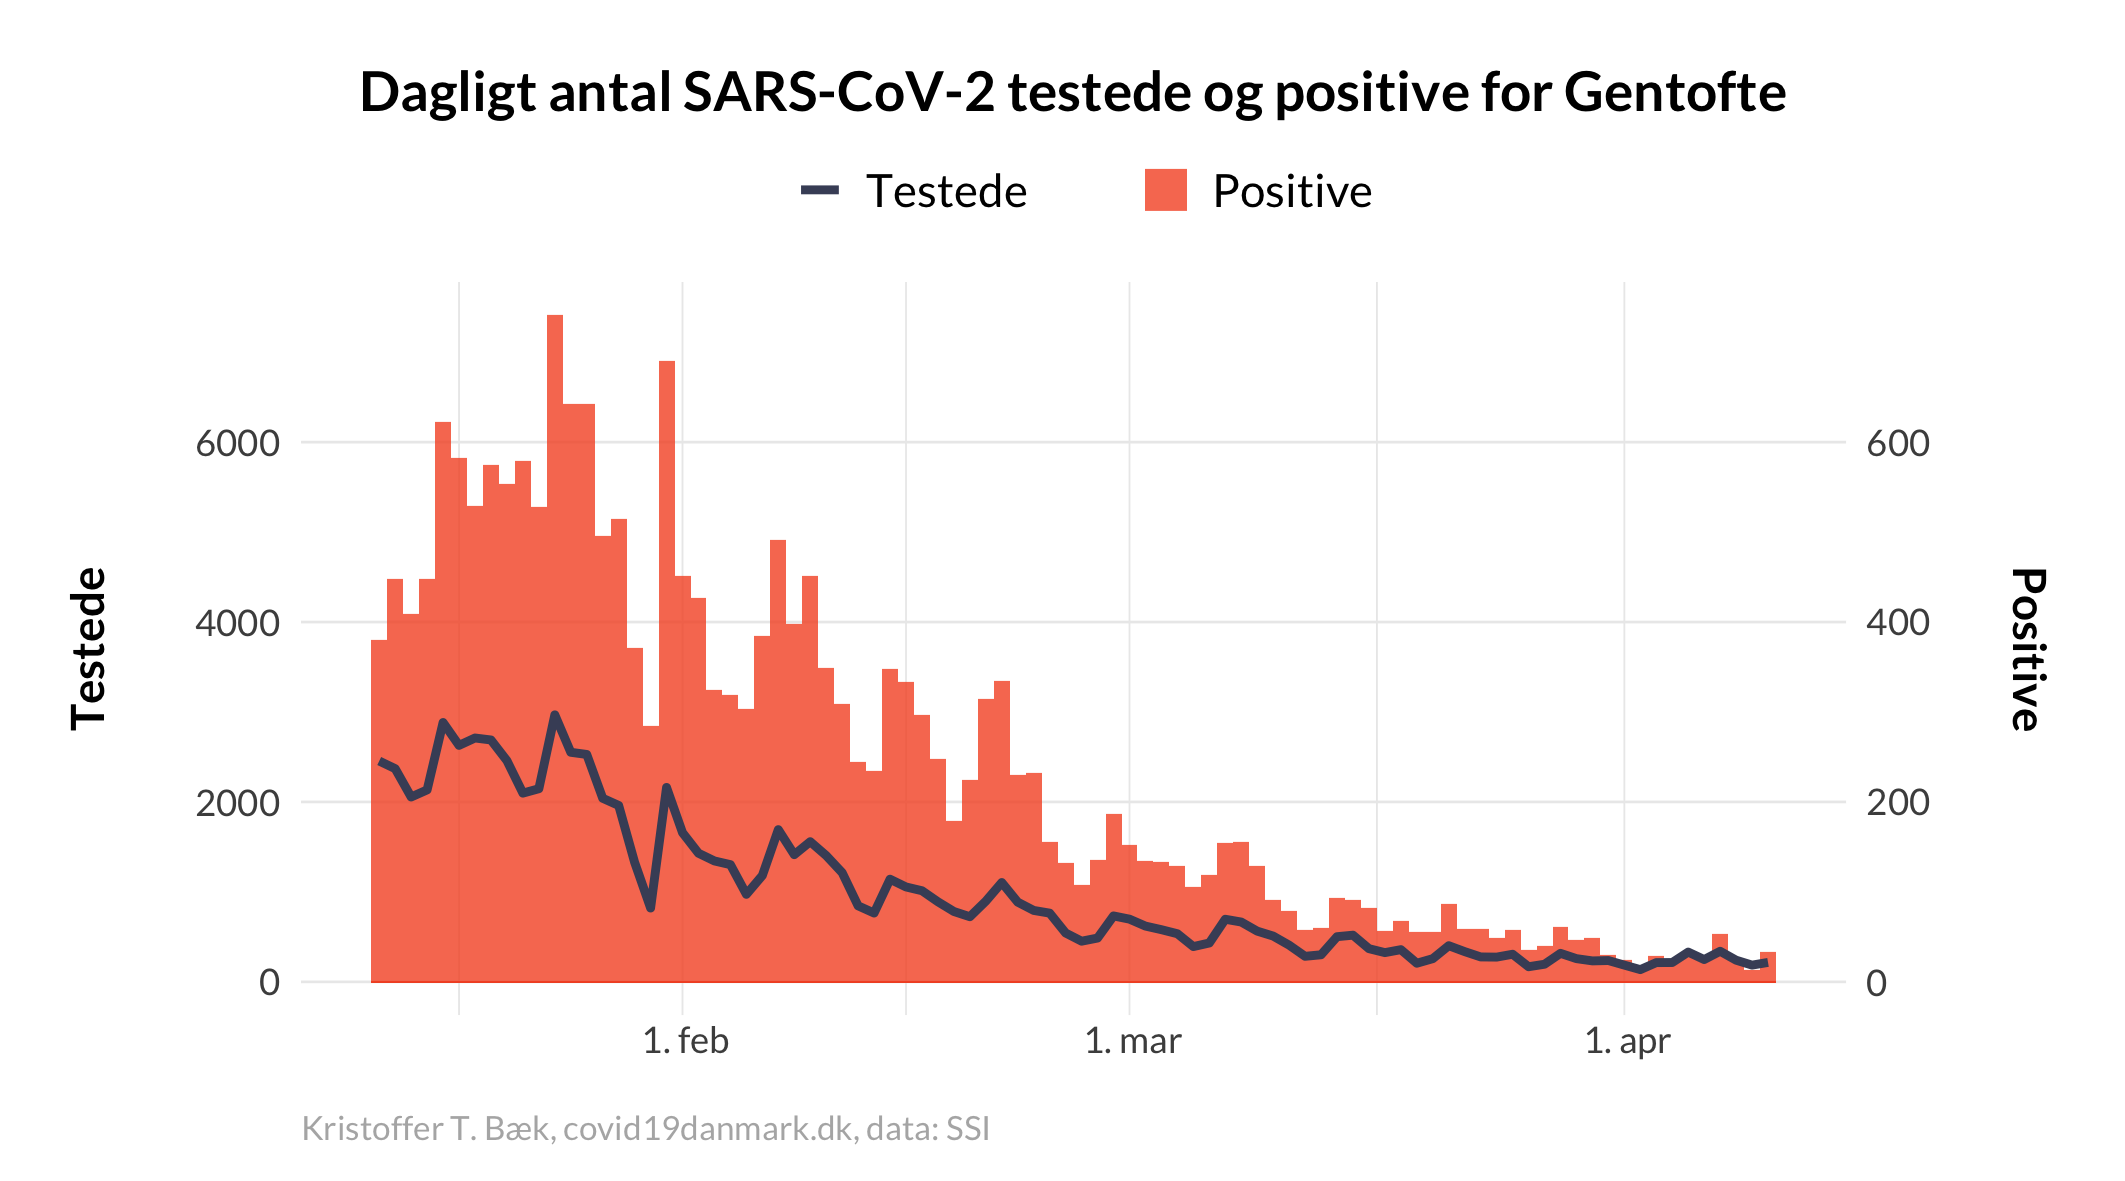 Dagligt antal SARS-CoV-2 testede og positive for Gentofte
Testede
Positive
Testede
6000
4000
2000
0
600
400
200
0
Positive
1. feb
1. mar
1. apr
Kristoffer T. Bæk, covid19danmark.dk, data: SSI